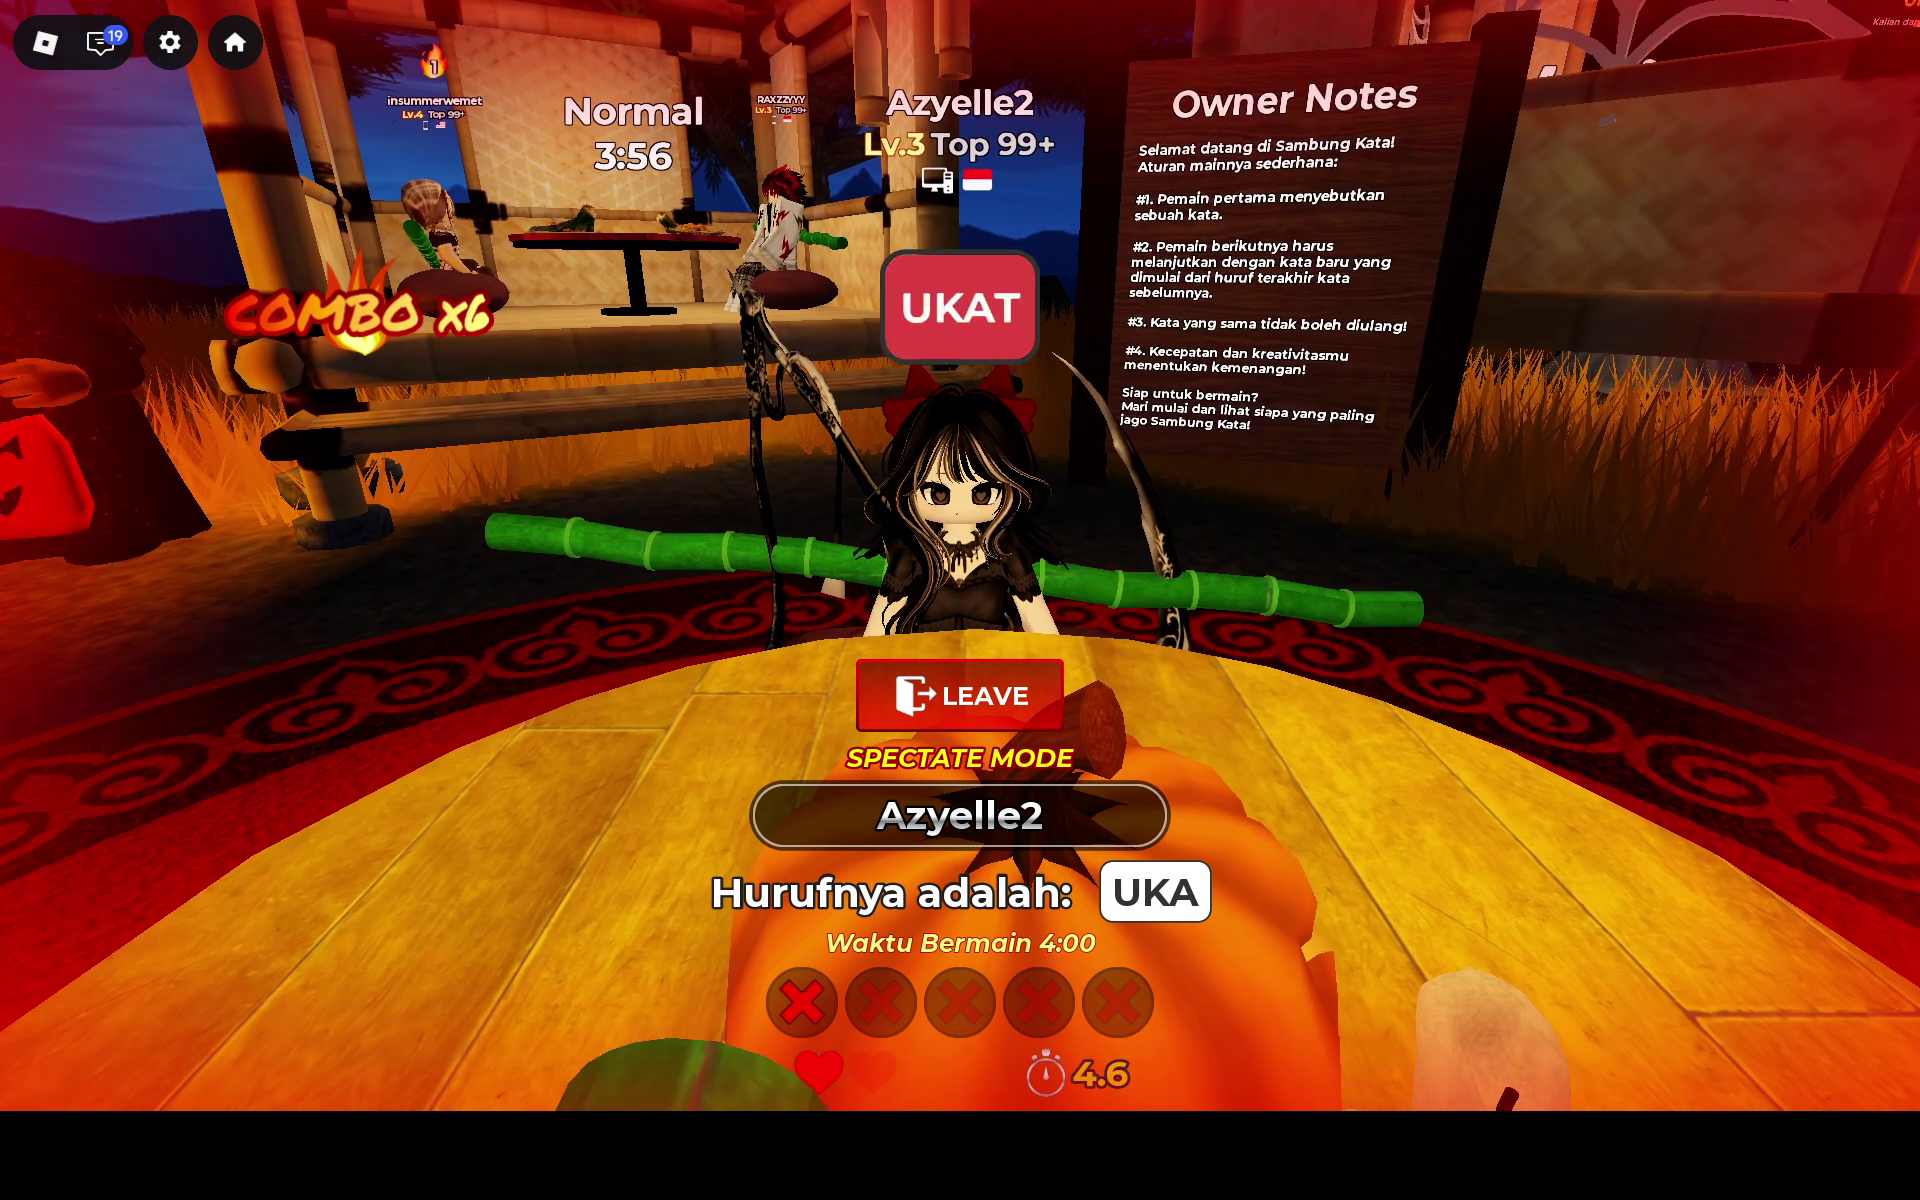 19
1
insummerwemet
Lv.4 Top 99+
Normal
3:56
RAXZZYYY
Lv.3 Top 99+
Azyelle2
Lv.3 Top 99+
COMBO x6
UKAT
Owner Notes
Selamat datang di Sambung Kata!
Aturan mainnya sederhana:
#1. Pemain pertama menyebutkan
sebuah kata.
#2. Pemain berikutnya harus
melanjutkan dengan kata baru yang
dimulai dari huruf terakhir kata
sebelumnya.
#3. Kata yang sama tidak boleh diulang!
#4. Kecepatan dan kreativitasmu
menentukan kemenangan!
Siap untuk bermain?
Mari mulai dan lihat siapa yang paling
jago Sambung Kata!
Kalian
LEAVE
SPECTATE MODE
Azyelle2
Hurufnya adalah: UKA
Waktu Bermain 4:00
4.6